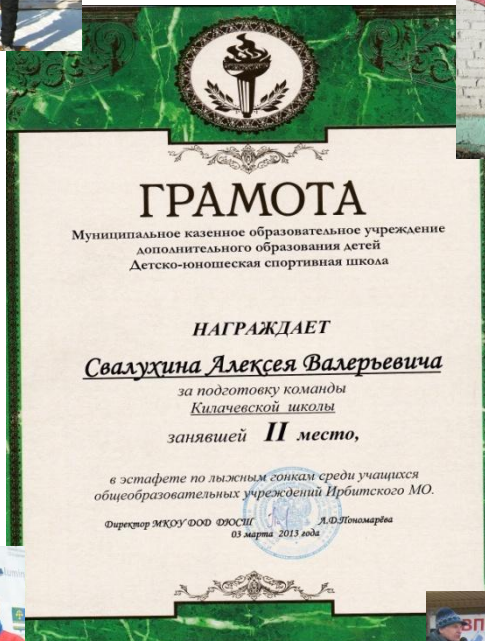 ГРАМОТА
Муниципальное казенное образовательное учреждение
дополнительного образования детей
Детско-юношеская спортивная школа
НАГРАЖДАЕТ
Свалухина Алексея Валерьевича
за подготовку команды
Килачевской школы
занявшей II место,
в эстафете по лыжным гонкам среди учащихся
общеобразовательных учреждений Ирбитского МО.
Директор МКОУ ДОД ДЮСШ А.Д.Пономарёва
03 марта 2013 года
ВП